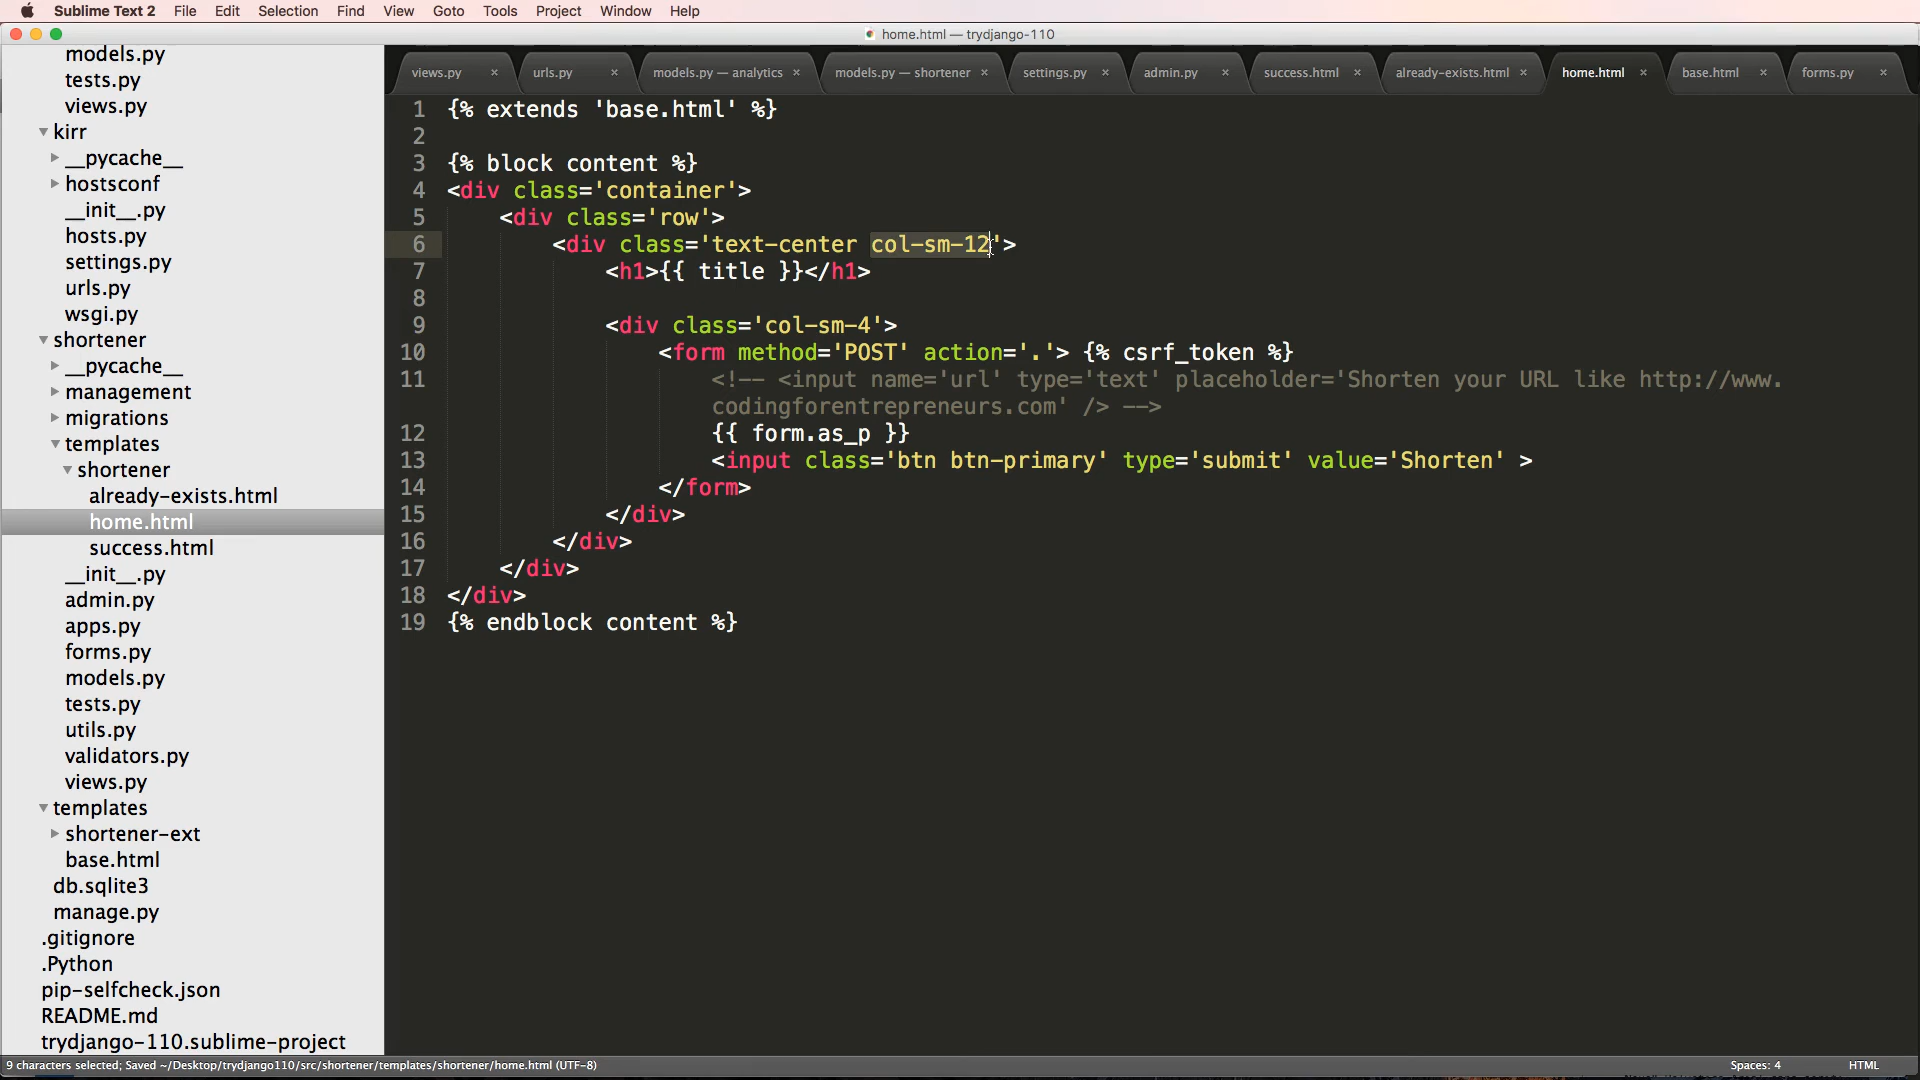 Sublime Text 2 File Edit Selection Find View Goto Tools Project Window Help
home.html — trydjango-110
models.py
tests.py
views.py
kirr
__pycache__
hostsconf
__init__.py
hosts.py
settings.py
urls.py
wsgi.py
shortener
__pycache__
management
migrations
templates
shortener
already-exists.html
home.html
success.html
__init__.py
admin.py
apps.py
forms.py
models.py
tests.py
utils.py
validators.py
views.py
templates
shortener-ext
base.html
db.sqlite3
manage.py
.gitignore
.Python
pip-selfcheck.json
README.md
trydjango-110.sublime-project
views.py × urls.py × models.py — analytics × models.py — shortener × settings.py × admin.py × success.html × already-exists.html × home.html × base.html × forms.py ×
1 {% extends 'base.html' %}
2
3 {% block content %}
4 <div class='container'>
5 <div class='row'>
6 <div class='text-center col-sm-12'>
7 <h1>{{ title }}</h1>
8
9 <div class='col-sm-4'>
10 <form method='POST' action='.'> {% csrf_token %}
11 <!-- <input name='url' type='text' placeholder='Shorten your URL like http://www.
codingforentrepreneurs.com' /> -->
12 {{ form.as_p }}
13 <input class='btn btn-primary' type='submit' value='Shorten' >
14 </form>
15 </div>
16 </div>
17 </div>
18 </div>
19 {% endblock content %}
9 characters selected; Saved ~/Desktop/trydjango110/src/shortener/templates/shortener/home.html (UTF-8) Spaces: 4 HTML